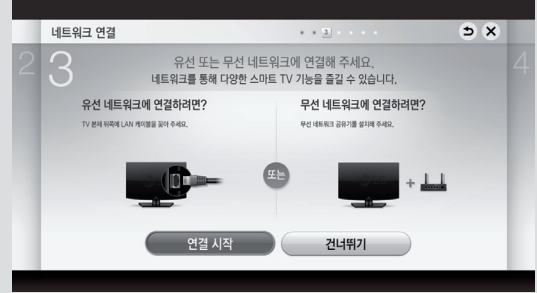 네트워크 연결
3
2
3
4
유선 또는 무선 네트워크에 연결해 주세요.
네트워크를 통해 다양한 스마트 TV 기능을 즐길 수 있습니다.
유선 네트워크에 연결하려면?
TV 본체 뒤쪽에 LAN 케이블을 꽂아 주세요.
또는
무선 네트워크에 연결하려면?
무선 네트워크 공유기를 설치해 주세요.
+
연결 시작
건너뛰기